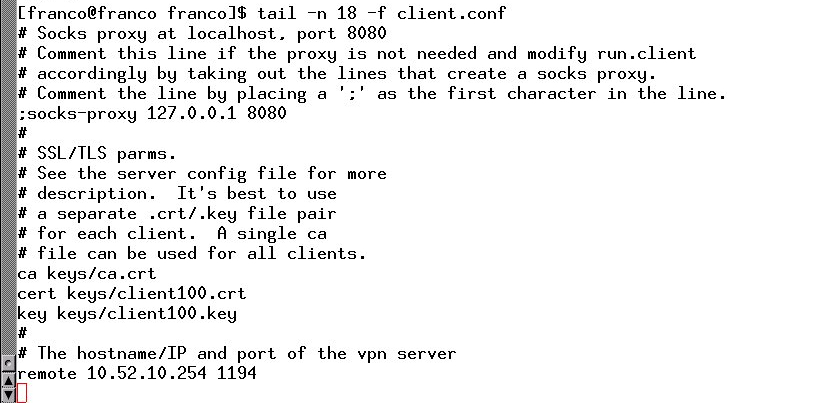 [franco@franco franco]$ tail -n 18 -f client.conf
# Socks proxy at localhost, port 8080
# Comment this line if the proxy is not needed and modify run.client
# accordingly by taking out the lines that create a socks proxy.
# Comment the line by placing a ';' as the first character in the line.
;socks-proxy 127.0.0.1 8080
#
# SSL/TLS parms.
# See the server config file for more
# description.  It's best to use
# a separate .crt/.key file pair
# for each client.  A single ca
# file can be used for all clients.
ca keys/ca.crt
cert keys/client100.crt
key keys/client100.key
#
# The hostname/IP and port of the vpn server
remote 10.52.10.254 1194